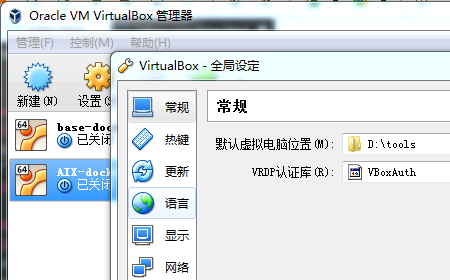 Oracle VM VirtualBox 管理器
管理(F) 控制(M) 帮助(H)
新建(N) 设置(S
64 base-doc
已关闭
64 AIX-dock
已关闭
VirtualBox - 全局设定
常规
热键
更新
语言
显示
网络
常规
默认虚拟电脑位置(M): D:\tools
VRDP认证库(R): VBoxAuth